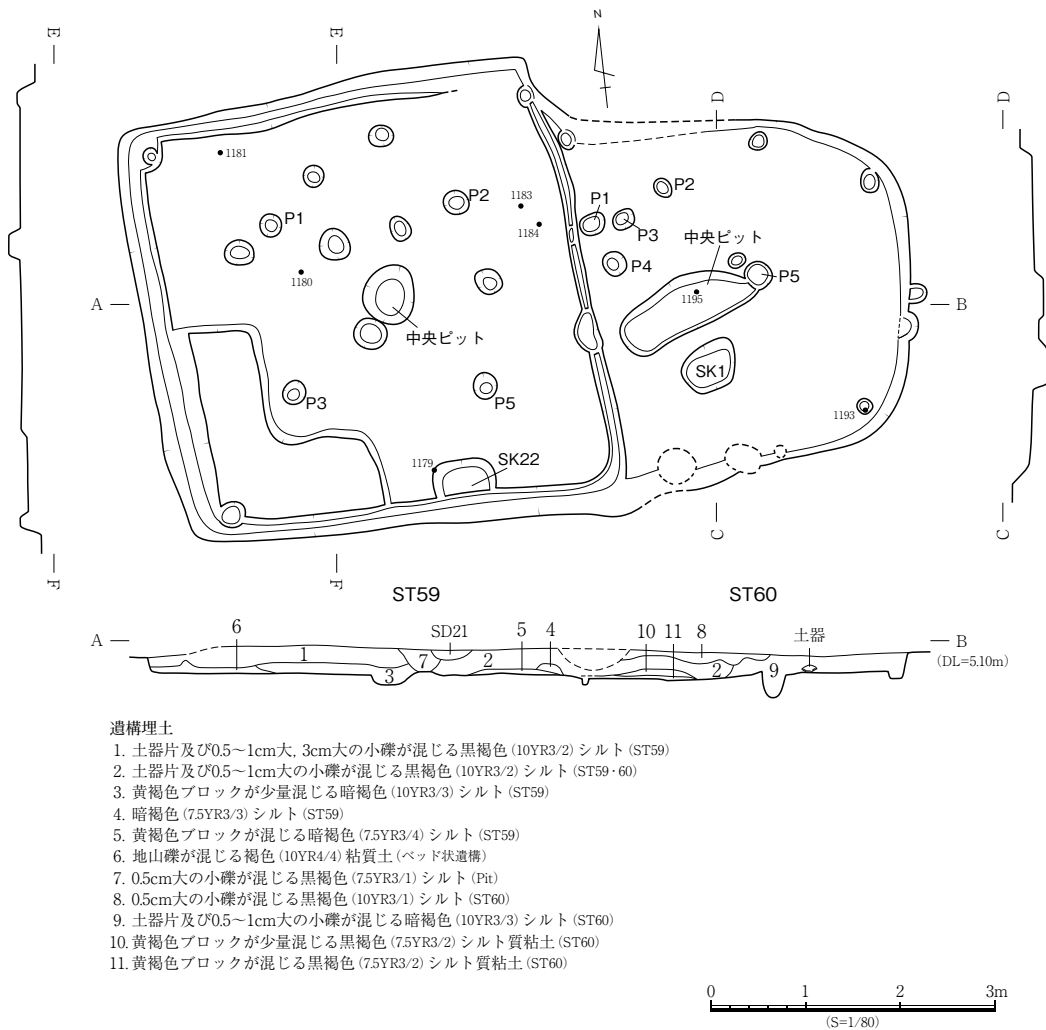 N
E
E
D
D
1181
P1
P2
1183
1184
1180
中央ピット
P1
P2
P3
中央ピット
P4
P5
1195
A
B
P3
P5
SK1
1193
1179
SK22
F
F
C
C
ST59
ST60
A
6
1
3
7
SD21
2
5
4
10
11
8
2
9
土器
B
(DL=5.10m)
遺構埋土
1. 土器片及び0.5～1cm大, 3cm大の小礫が混じる黒褐色(10YR3/2)シルト(ST59)
2. 土器片及び0.5～1cm大の小礫が混じる黒褐色(10YR3/2)シルト(ST59・60)
3. 黄褐色ブロックが少量混じる暗褐色(10YR3/3)シルト(ST59)
4. 暗褐色(7.5YR3/3)シルト(ST59)
5. 黄褐色ブロックが混じる暗褐色(7.5YR3/4)シルト(ST59)
6. 地山礫が混じる褐色(10YR4/4)粘質土(ベッド状遺構)
7. 0.5cm大の小礫が混じる黒褐色(7.5YR3/1)シルト(Pit)
8. 0.5cm大の小礫が混じる黒褐色(10YR3/1)シルト(ST60)
9. 土器片及び0.5～1cm大の小礫が混じる暗褐色(10YR3/3)シルト(ST60)
10. 黄褐色ブロックが少量混じる黒褐色(7.5YR3/2)シルト質粘土(ST60)
11. 黄褐色ブロックが混じる黒褐色(7.5YR3/2)シルト質粘土(ST60)
0 1 2 3m
(S=1/80)